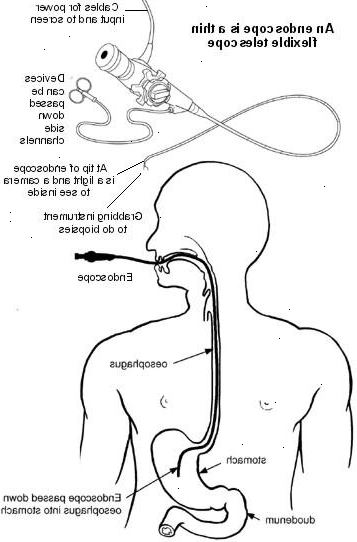 Cables for power
input and to screen
An endoscope is a thin
flexible telescope
Devices
can be
passed
down
side
channels
At tip of endoscope
is a light and a camera
to see inside
Grabbing instrument
to do biopsies
Endoscope
oesophagus
stomach
Endoscope passed down
oesophagus into stomach
duodenum